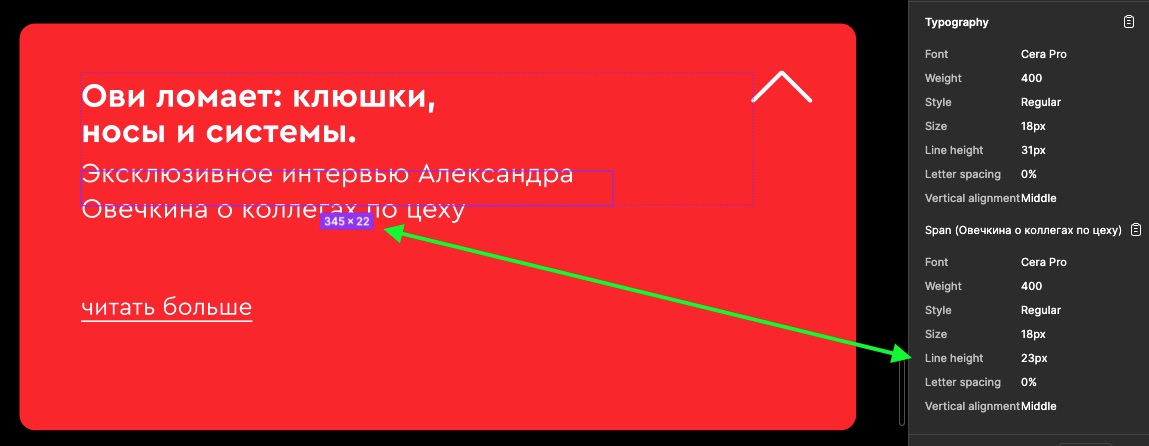 Ови ломает: клюшки,
носы и системы.
Эксклюзивное интервью Александра
Овечкина о коллегах по цеху
345 × 22
читать больше
Typography
Font Cera Pro
Weight 400
Style Regular
Size 18px
Line height 31px
Letter spacing 0%
Vertical alignment Middle
Span (Овечкина о коллегах по цеху)
Font Cera Pro
Weight 400
Style Regular
Size 18px
Line height 23px
Letter spacing 0%
Vertical alignment Middle